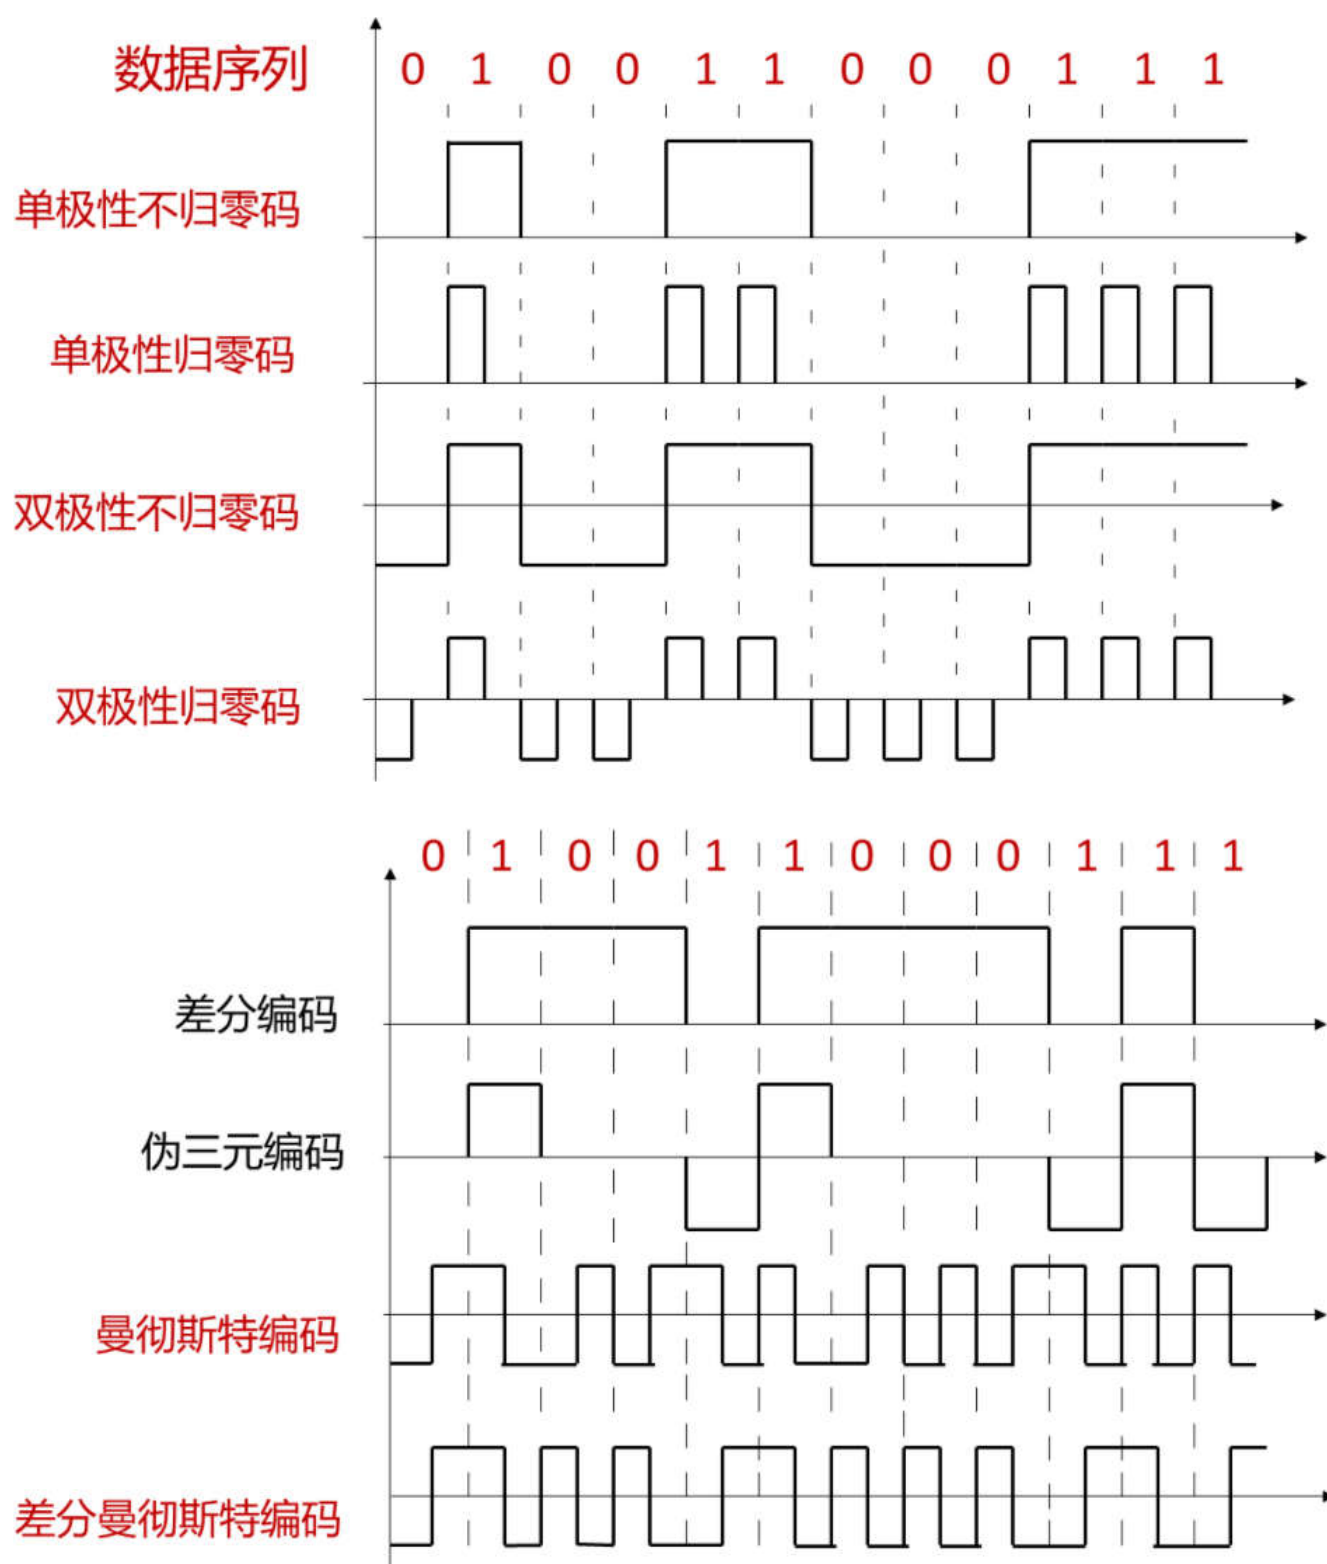 数据序列 0 1 0 0 1 1 0 0 0 1 1 1
单极性不归零码
单极性归零码
双极性不归零码
双极性归零码
0 1 0 0 1 1 0 0 0 1 1 1
差分编码
伪三元编码
曼彻斯特编码
差分曼彻斯特编码